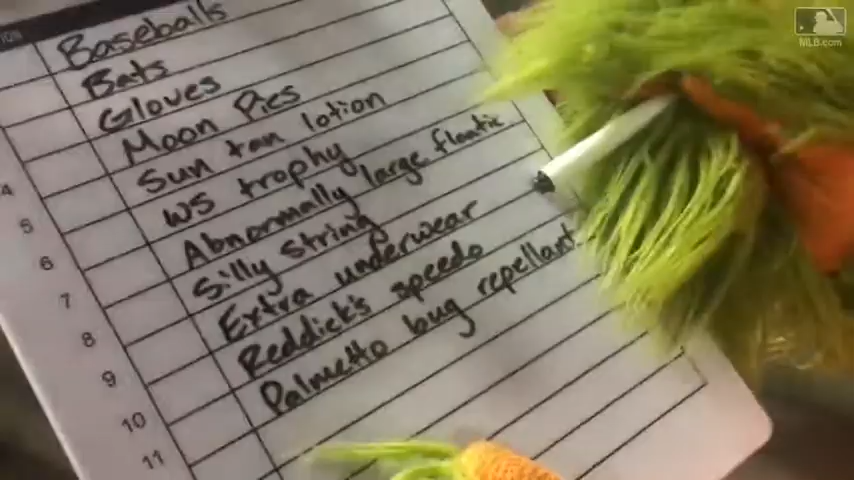 MLB.com
Baseballs
Bats
Gloves
Moon Pies
4 Sun tan lotion
5 WS trophy
6 Abnormally large floatie
7 Silly String
8 Extra underwear
9 Reddick's speedo
10 Palmetto bug repellant
11